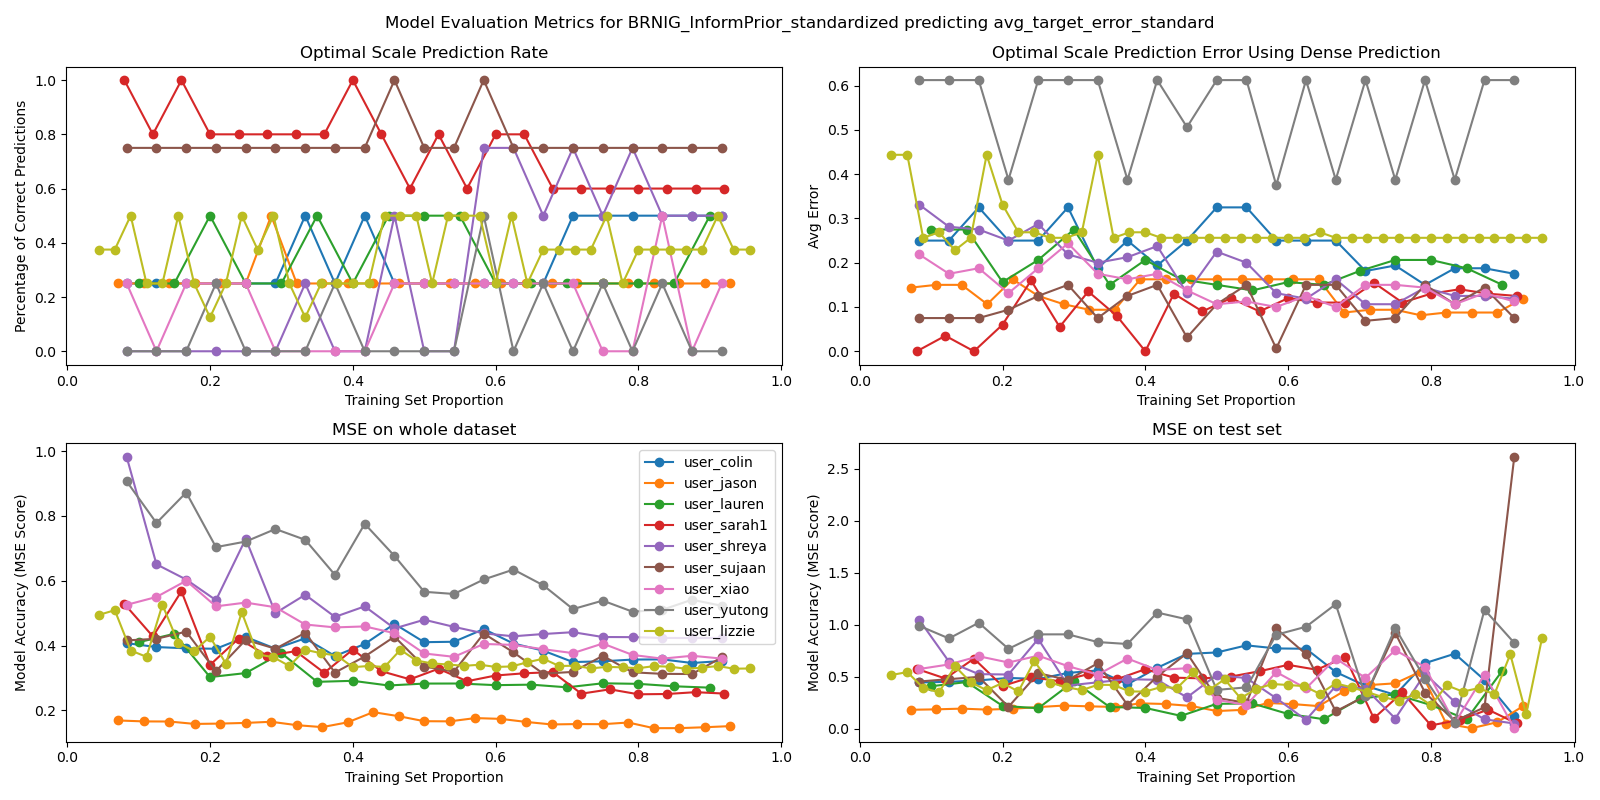 Model Evaluation Metrics for BRNIG_InformPrior_standardized predicting avg_target_error_standard
Optimal Scale Prediction Rate
Percentage of Correct Predictions
1.0
0.8
0.6
0.4
0.2
0.0
0.0 0.2 0.4 0.6 0.8 1.0
Training Set Proportion
Optimal Scale Prediction Error Using Dense Prediction
Avg Error
0.6
0.5
0.4
0.3
0.2
0.1
0.0
0.0 0.2 0.4 0.6 0.8 1.0
Training Set Proportion
MSE on whole dataset
Model Accuracy (MSE Score)
1.0
0.8
0.6
0.4
0.2
0.0 0.2 0.4 0.6 0.8 1.0
Training Set Proportion
user_colin
user_jason
user_lauren
user_sarah1
user_shreya
user_sujaan
user_xiao
user_yutong
user_lizzie
MSE on test set
Model Accuracy (MSE Score)
2.5
2.0
1.5
1.0
0.5
0.0
0.0 0.2 0.4 0.6 0.8 1.0
Training Set Proportion